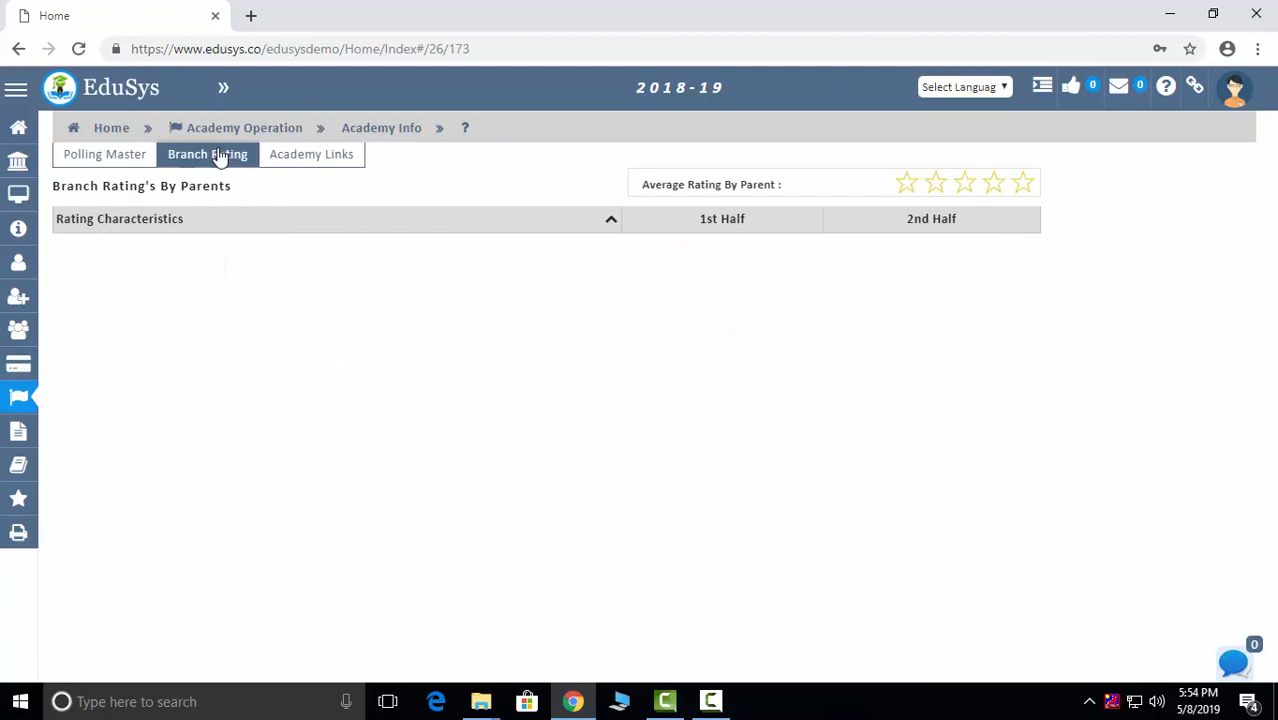 Home
https://www.edusys.co/edusysdemo/Home/Index#/26/173
EduSys » 2018-19 Select Languag 0 0
Home » Academy Operation » Academy Info » ?
Polling Master Branch Rating Academy Links
Branch Rating's By Parents Average Rating By Parent :
Rating Characteristics 1st Half 2nd Half
0
Type here to search
5:54 PM
5/8/2019
4